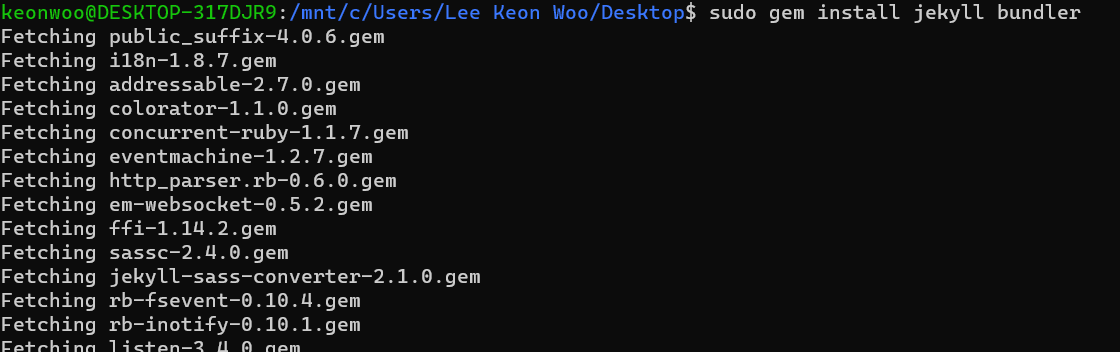 keonwoo@DESKTOP-317DJR9:/mnt/c/Users/Lee Keon Woo/Desktop$ sudo gem install jekyll bundler
Fetching public_suffix-4.0.6.gem
Fetching i18n-1.8.7.gem
Fetching addressable-2.7.0.gem
Fetching colorator-1.1.0.gem
Fetching concurrent-ruby-1.1.7.gem
Fetching eventmachine-1.2.7.gem
Fetching http_parser.rb-0.6.0.gem
Fetching em-websocket-0.5.2.gem
Fetching ffi-1.14.2.gem
Fetching sassc-2.4.0.gem
Fetching jekyll-sass-converter-2.1.0.gem
Fetching rb-fsevent-0.10.4.gem
Fetching rb-inotify-0.10.1.gem
Fetching listen-3.4.0.gem